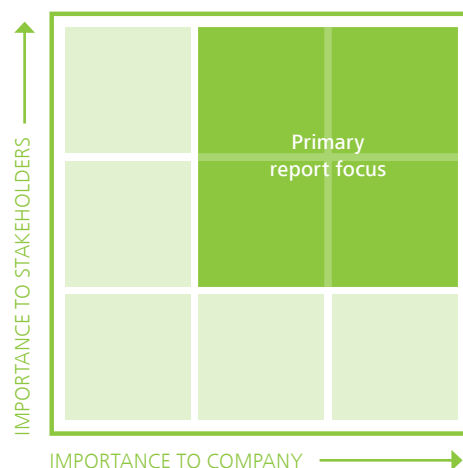 IMPORTANCE TO STAKEHOLDERS
Primary
report focus
IMPORTANCE TO COMPANY